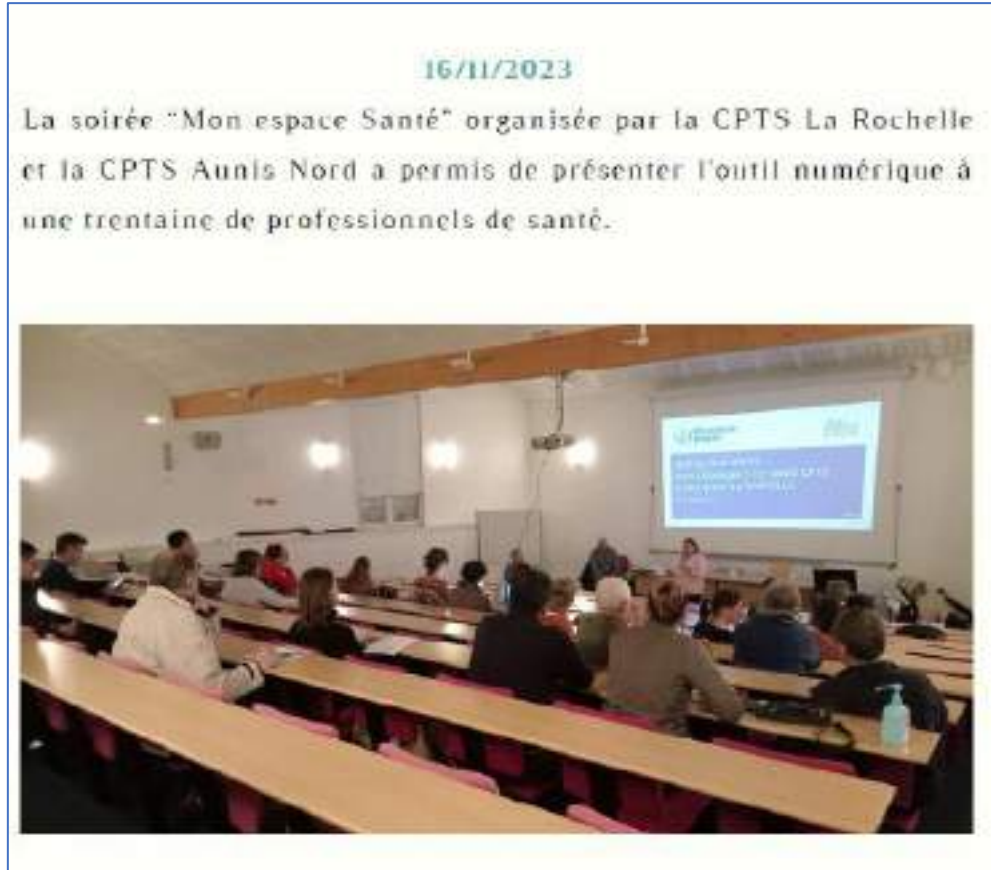 16/11/2023
La soirée "Mon espace Santé" organisée par la CPTS La Rochelle
et la CPTS Aunis Nord a permis de présenter l'outil numérique à
une trentaine de professionnels de santé.